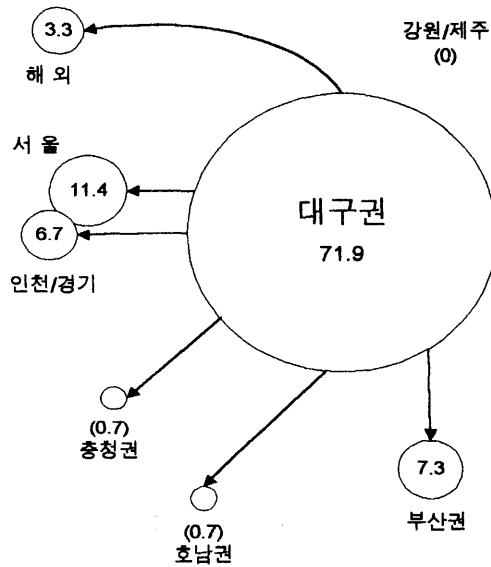 3.3
해 외
강원/제주
(0)
서 울
11.4
6.7
인천/경기
대구권
71.9
(0.7)
충청권
(0.7)
호남권
7.3
부산권